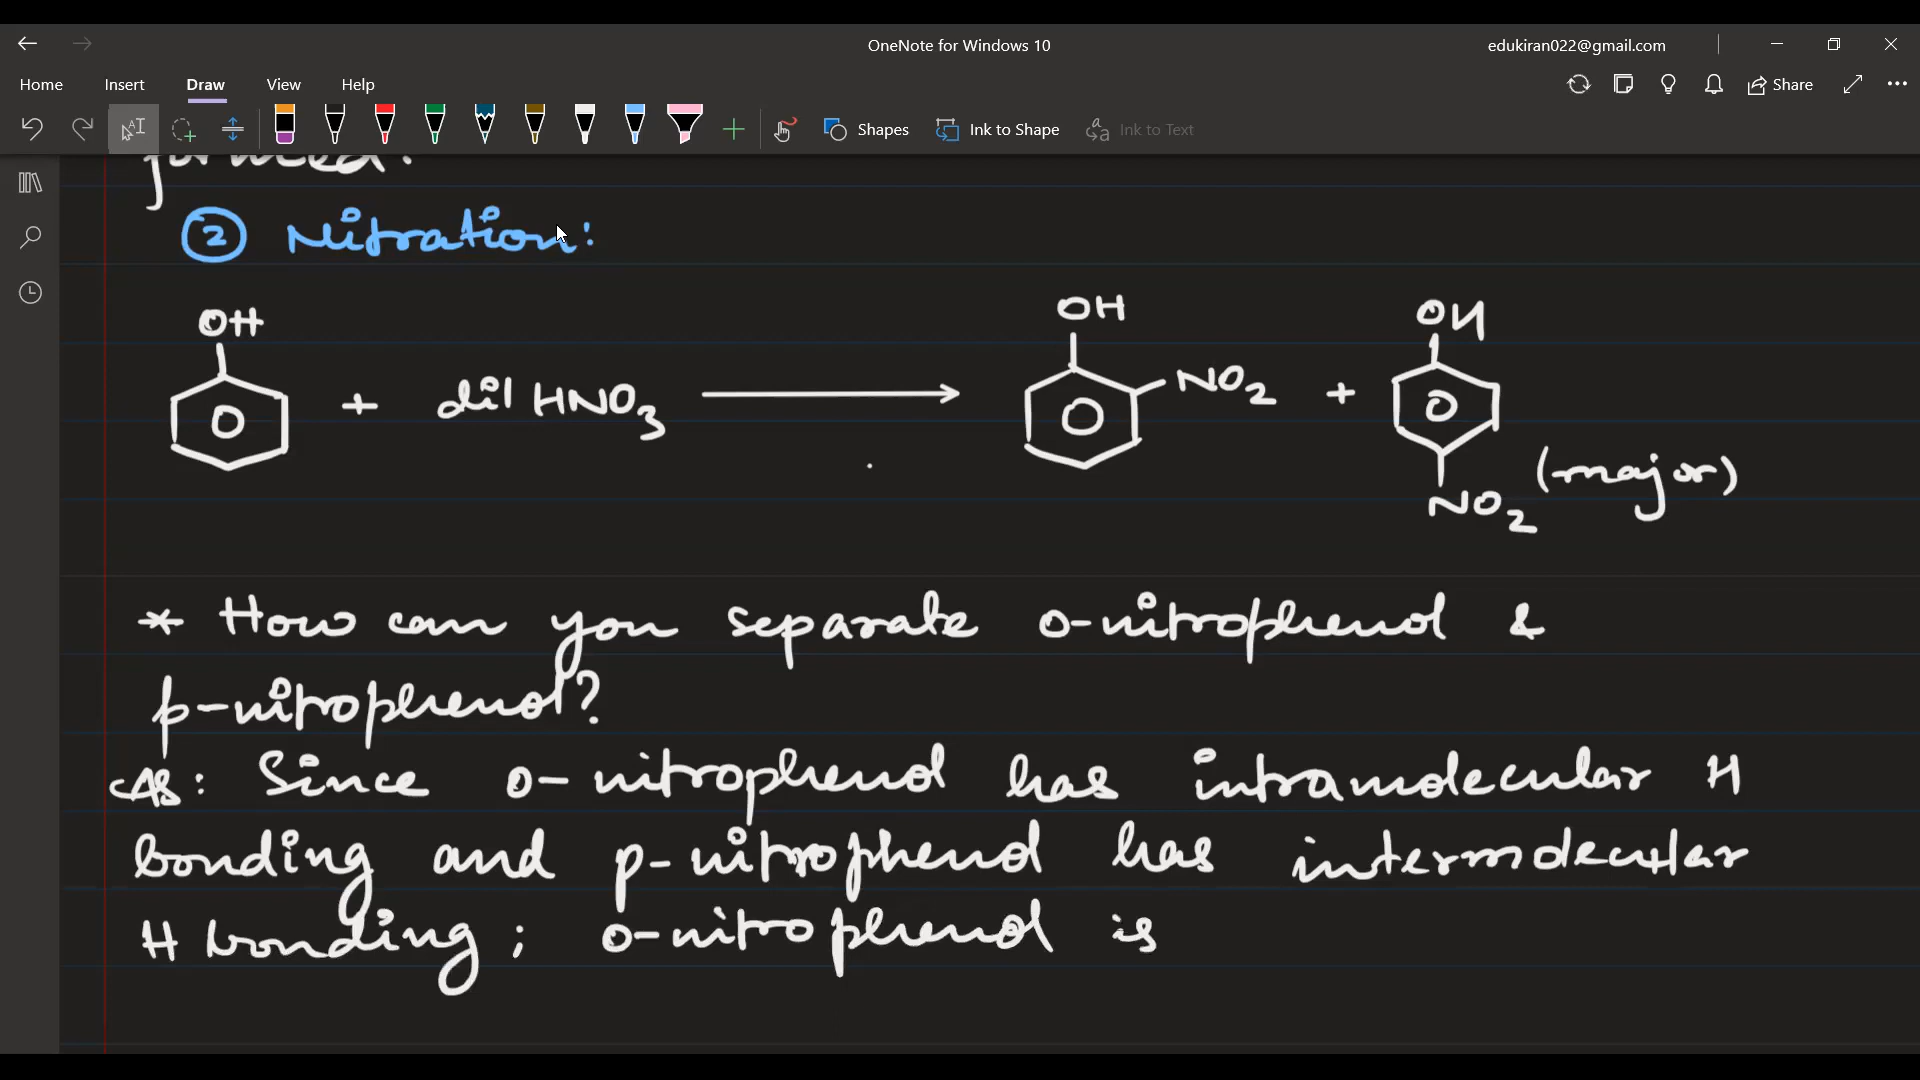 OneNote for Windows 10
edukiran022@gmail.com
Home Insert Draw View Help
Share
Shapes Ink to Shape Ink to Text
formed.
② Nitration:
OH OH OH
+ dil HNO3 → NO2 +
NO2 (major)
* How can you separate o-nitrophenol &
p-nitrophenol?
As: Since o-nitrophenol has intramolecular H
bonding and p-nitrophenol has intermolecular
H bonding; o-nitrophenol is